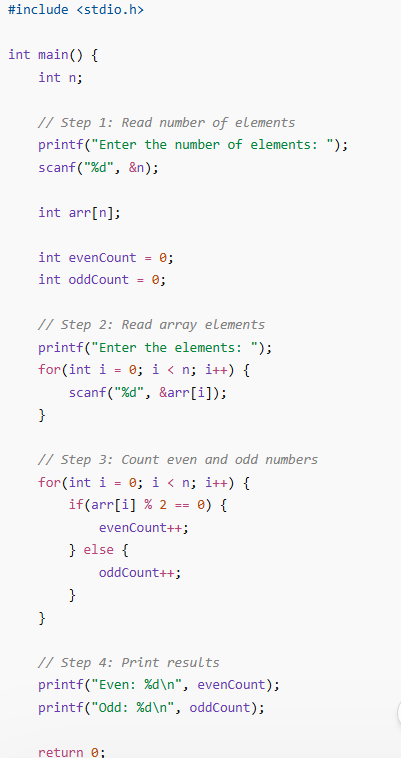 #include <stdio.h>

int main() {
    int n;

    // Step 1: Read number of elements
    printf("Enter the number of elements: ");
    scanf("%d", &n);

    int arr[n];

    int evenCount = 0;
    int oddCount = 0;

    // Step 2: Read array elements
    printf("Enter the elements: ");
    for(int i = 0; i < n; i++) {
        scanf("%d", &arr[i]);
    }

    // Step 3: Count even and odd numbers
    for(int i = 0; i < n; i++) {
        if(arr[i] % 2 == 0) {
            evenCount++;
        } else {
            oddCount++;
        }
    }

    // Step 4: Print results
    printf("Even: %d\n", evenCount);
    printf("Odd: %d\n", oddCount);

    return 0;